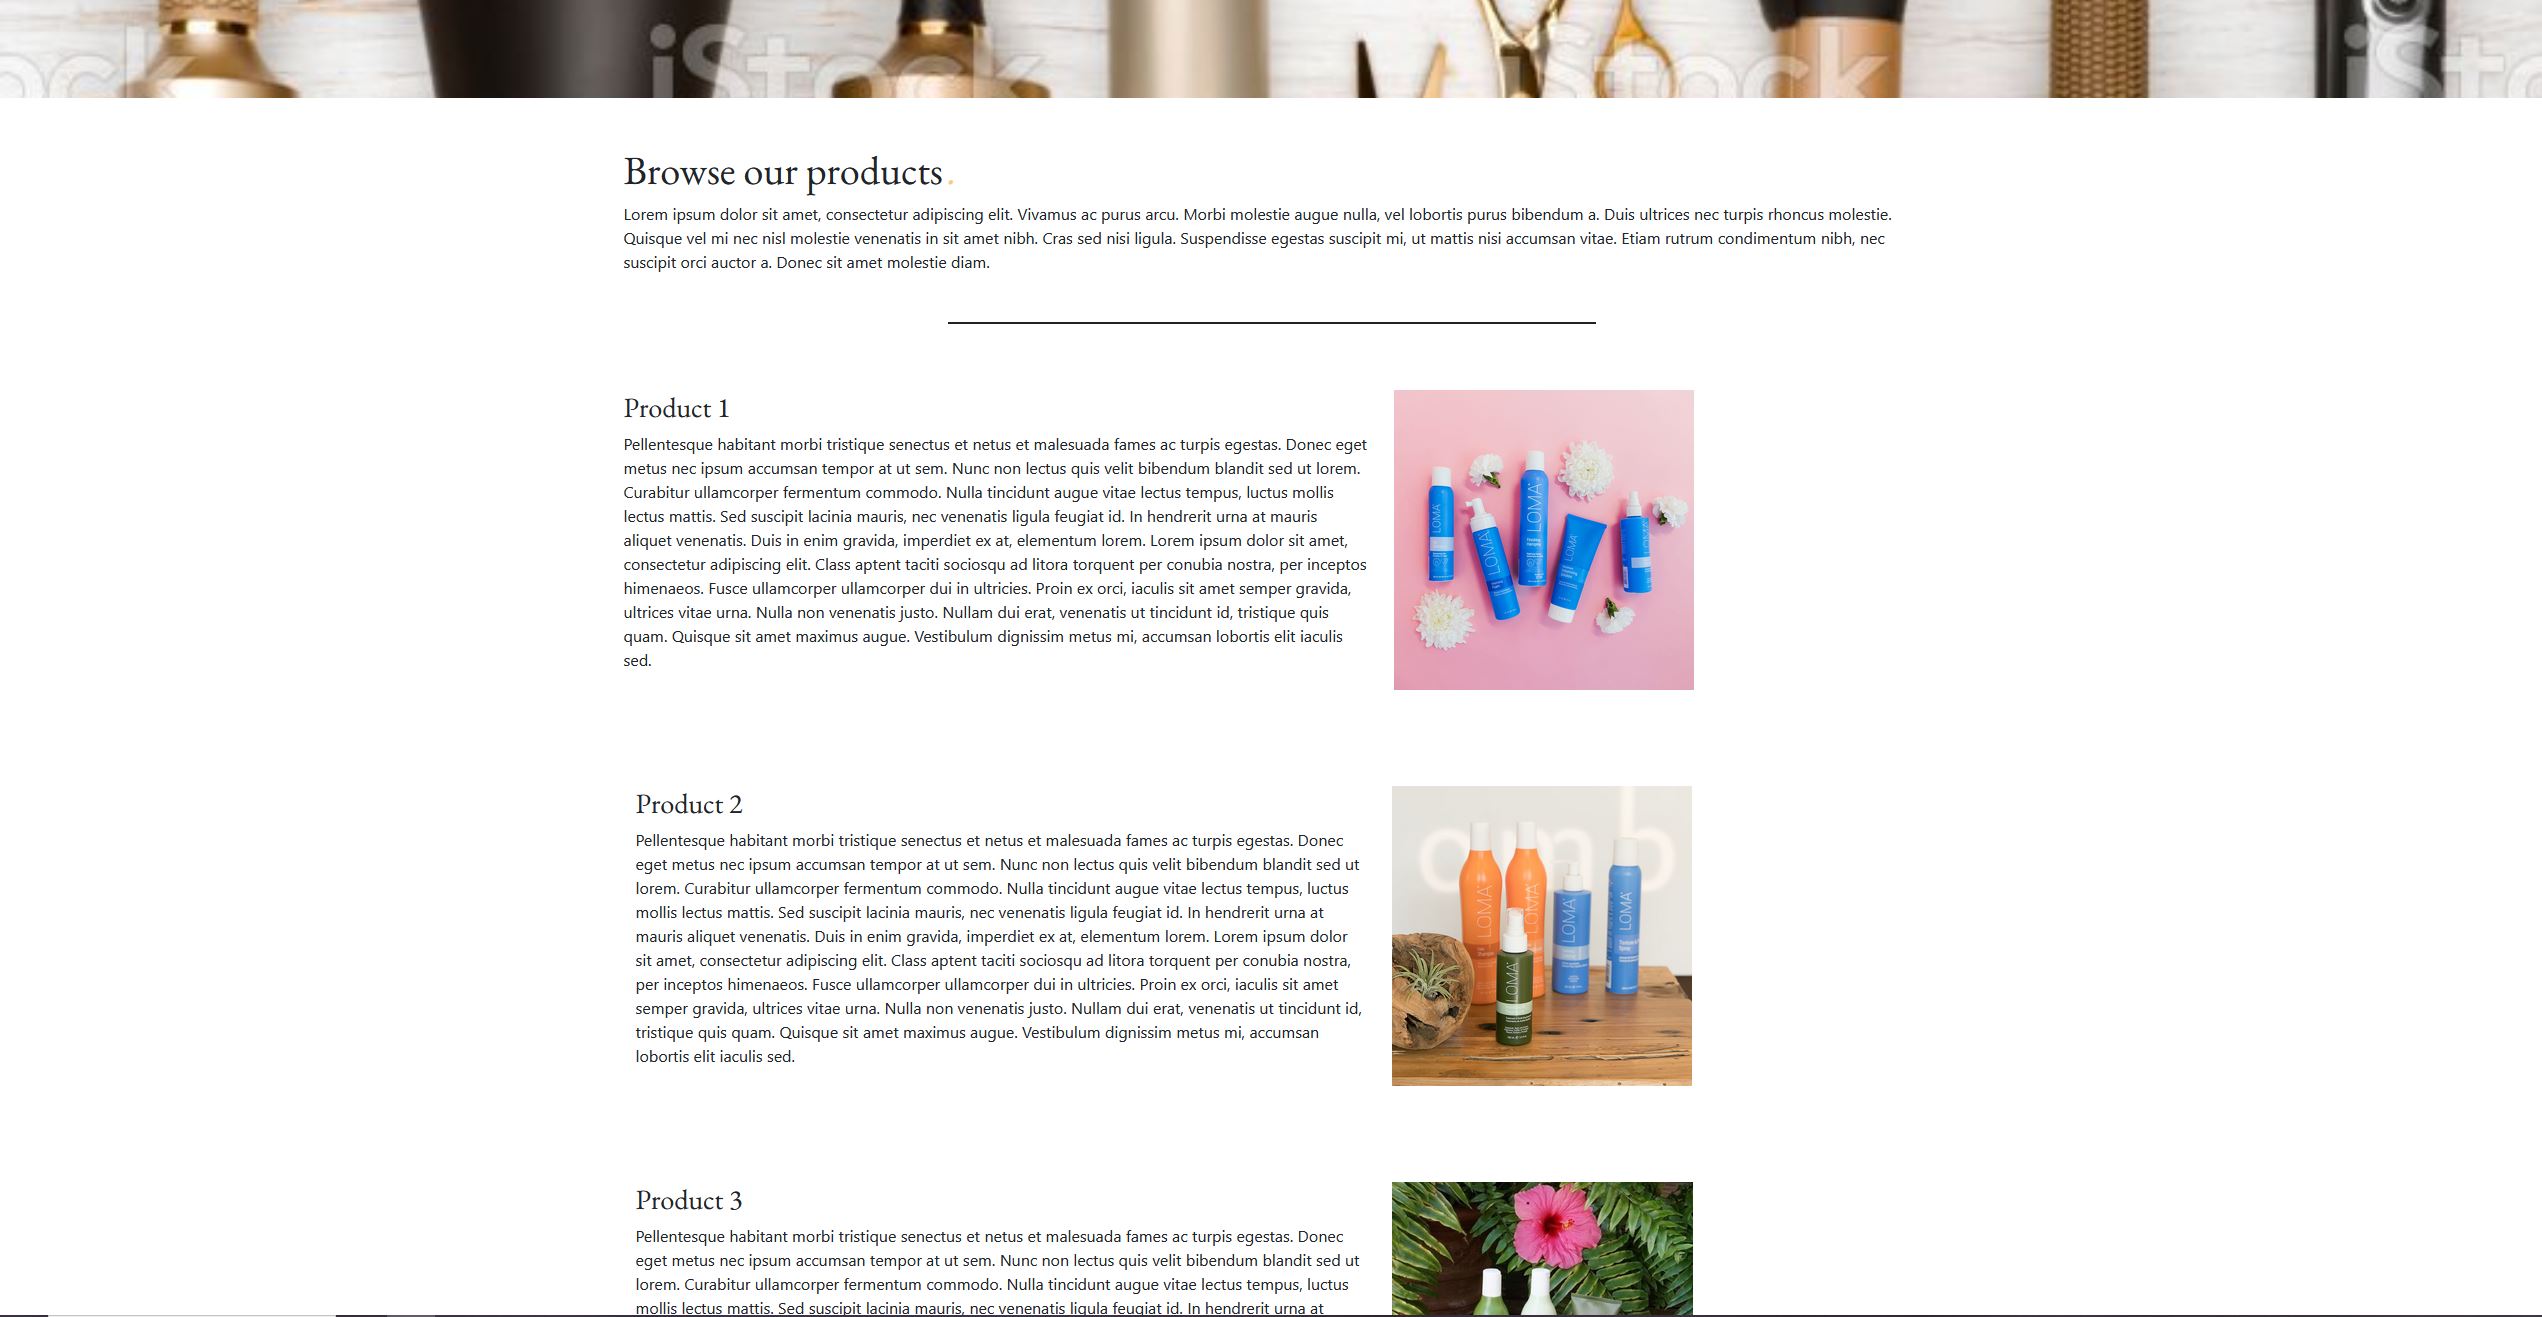 iStock
iStock
Browse our products.
Lorem ipsum dolor sit amet, consectetur adipiscing elit. Vivamus ac purus arcu. Morbi molestie augue nulla, vel lobortis purus bibendum a. Duis ultrices nec turpis rhoncus molestie.
Quisque vel mi nec nisl molestie venenatis in sit amet nibh. Cras sed nisi ligula. Suspendisse egestas suscipit mi, ut mattis nisi accumsan vitae. Etiam rutrum condimentum nibh, nec
suscipit orci auctor a. Donec sit amet molestie diam.
Product 1
Pellentesque habitant morbi tristique senectus et netus et malesuada fames ac turpis egestas. Donec eget
metus nec ipsum accumsan tempor at ut sem. Nunc non lectus quis velit bibendum blandit sed ut lorem.
Curabitur ullamcorper fermentum commodo. Nulla tincidunt augue vitae lectus tempus, luctus mollis
lectus mattis. Sed suscipit lacinia mauris, nec venenatis ligula feugiat id. In hendrerit urna at mauris
aliquet venenatis. Duis in enim gravida, imperdiet ex at, elementum lorem. Lorem ipsum dolor sit amet,
consectetur adipiscing elit. Class aptent taciti sociosqu ad litora torquent per conubia nostra, per inceptos
himenaeos. Fusce ullamcorper ullamcorper dui in ultricies. Proin ex orci, iaculis sit amet semper gravida,
ultrices vitae urna. Nulla non venenatis justo. Nullam dui erat, venenatis ut tincidunt id, tristique quis
quam. Quisque sit amet maximus augue. Vestibulum dignissim metus mi, accumsan lobortis elit iaculis
sed.
LOMA
LOMA
LOMA
LOMA
LOMA
Product 2
Pellentesque habitant morbi tristique senectus et netus et malesuada fames ac turpis egestas. Donec
eget metus nec ipsum accumsan tempor at ut sem. Nunc non lectus quis velit bibendum blandit sed ut
lorem. Curabitur ullamcorper fermentum commodo. Nulla tincidunt augue vitae lectus tempus, luctus
mollis lectus mattis. Sed suscipit lacinia mauris, nec venenatis ligula feugiat id. In hendrerit urna at
mauris aliquet venenatis. Duis in enim gravida, imperdiet ex at, elementum lorem. Lorem ipsum dolor
sit amet, consectetur adipiscing elit. Class aptent taciti sociosqu ad litora torquent per conubia nostra,
per inceptos himenaeos. Fusce ullamcorper ullamcorper dui in ultricies. Proin ex orci, iaculis sit amet
semper gravida, ultrices vitae urna. Nulla non venenatis justo. Nullam dui erat, venenatis ut tincidunt id,
tristique quis quam. Quisque sit amet maximus augue. Vestibulum dignissim metus mi, accumsan
lobortis elit iaculis sed.
LOMA
LOMA
LOMA
LOMA
LOMA
Product 3
Pellentesque habitant morbi tristique senectus et netus et malesuada fames ac turpis egestas. Donec
eget metus nec ipsum accumsan tempor at ut sem. Nunc non lectus quis velit bibendum blandit sed ut
lorem. Curabitur ullamcorper fermentum commodo. Nulla tincidunt augue vitae lectus tempus, luctus
mollis lectus mattis. Sed suscipit lacinia mauris, nec venenatis ligula feugiat id. In hendrerit urna at